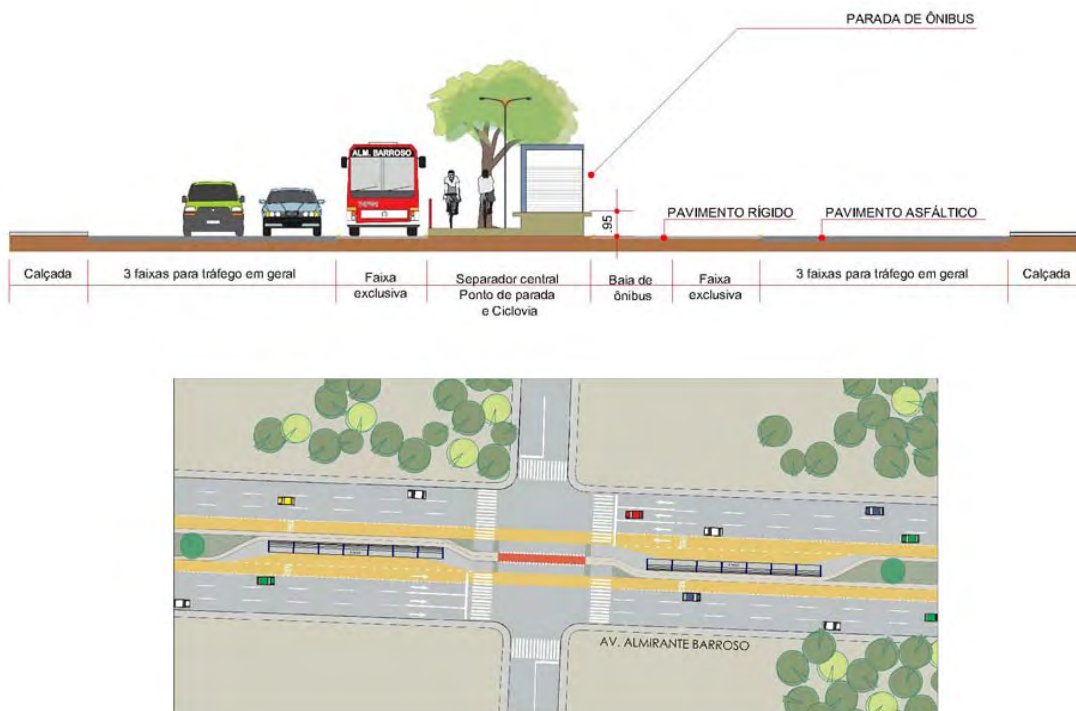 PARADA DE ÔNIBUS
ALM. BARROSO
.95
PAVIMENTO RÍGIDO
PAVIMENTO ASFÁLTICO
Calçada
3 faixas para tráfego em geral
Faixa
exclusiva
Separador central
Ponto de parada
e Ciclovia
Baia de
ônibus
Faixa
exclusiva
3 faixas para tráfego em geral
Calçada
AV. ALMIRANTE BARROSO